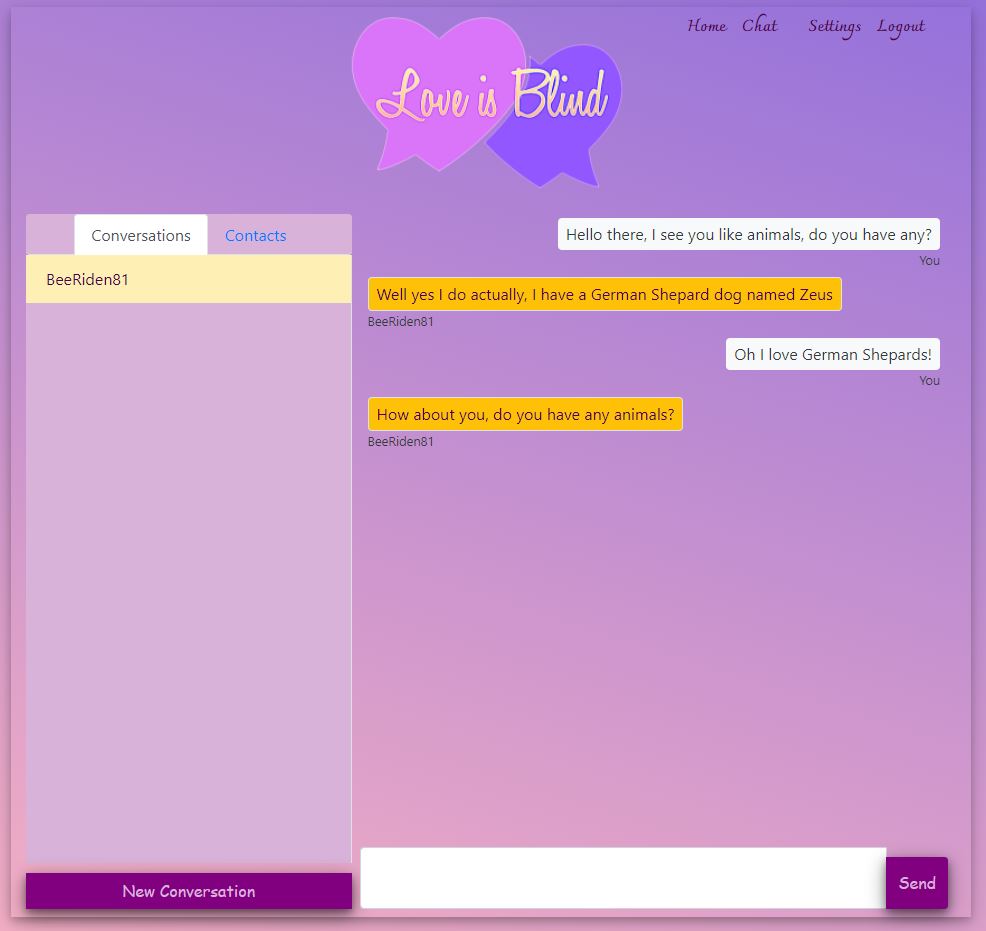 Home Chat Settings Logout
Love is Blind
Conversations Contacts
BeeRiden81
New Conversation
Hello there, I see you like animals, do you have any?
You
Well yes I do actually, I have a German Shepard dog named Zeus
BeeRiden81
Oh I love German Shepards!
You
How about you, do you have any animals?
BeeRiden81
Send